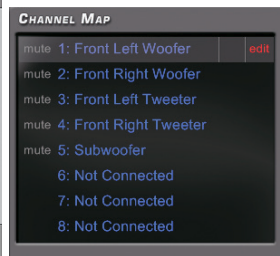 CHANNEL MAP
mute 1: Front Left Woofer edit
mute 2: Front Right Woofer
mute 3: Front Left Tweeter
mute 4: Front Right Tweeter
mute 5: Subwoofer
6: Not Connected
7: Not Connected
8: Not Connected